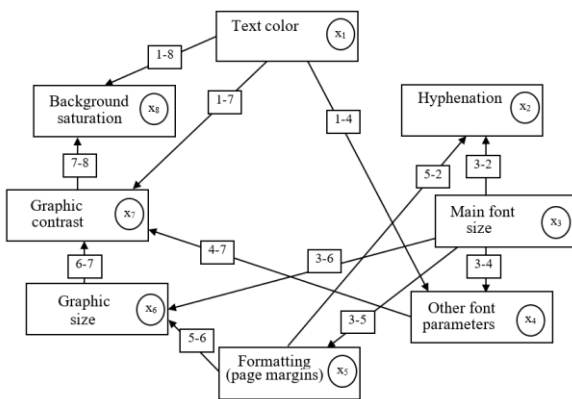 Text color x₁
1-8
Background
saturation x₈
1-7
Hyphenation x₂
1-4
7-8
5-2
3-2
Graphic
contrast x₇
Main font
size x₃
6-7
4-7
3-6
3-4
Graphic
size x₆
3-5
Other font
parameters x₄
5-6
Formatting
(page margins) x₅